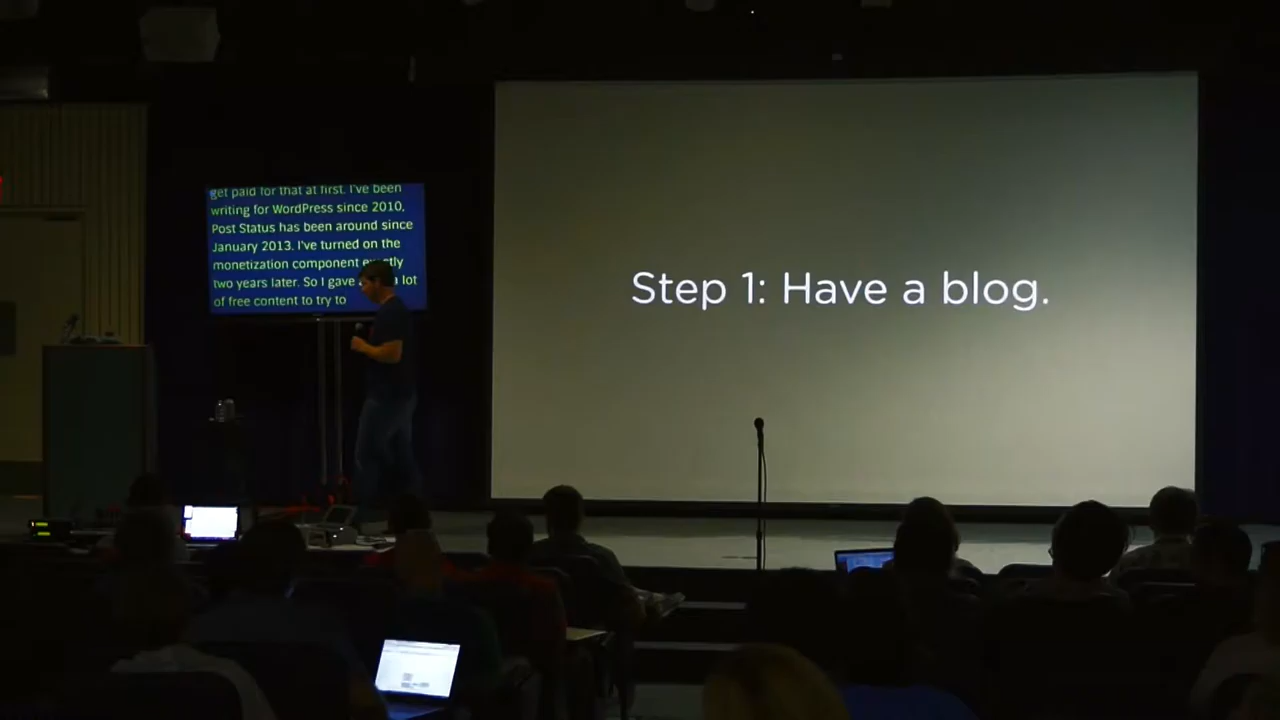 get paid for that at first. I've been
writing for WordPress since 2010,
Post Status has been around since
January 2013. I've turned on the
monetization component exactly
two years later. So I gave a lot
of free content to try to
Step 1: Have a blog.